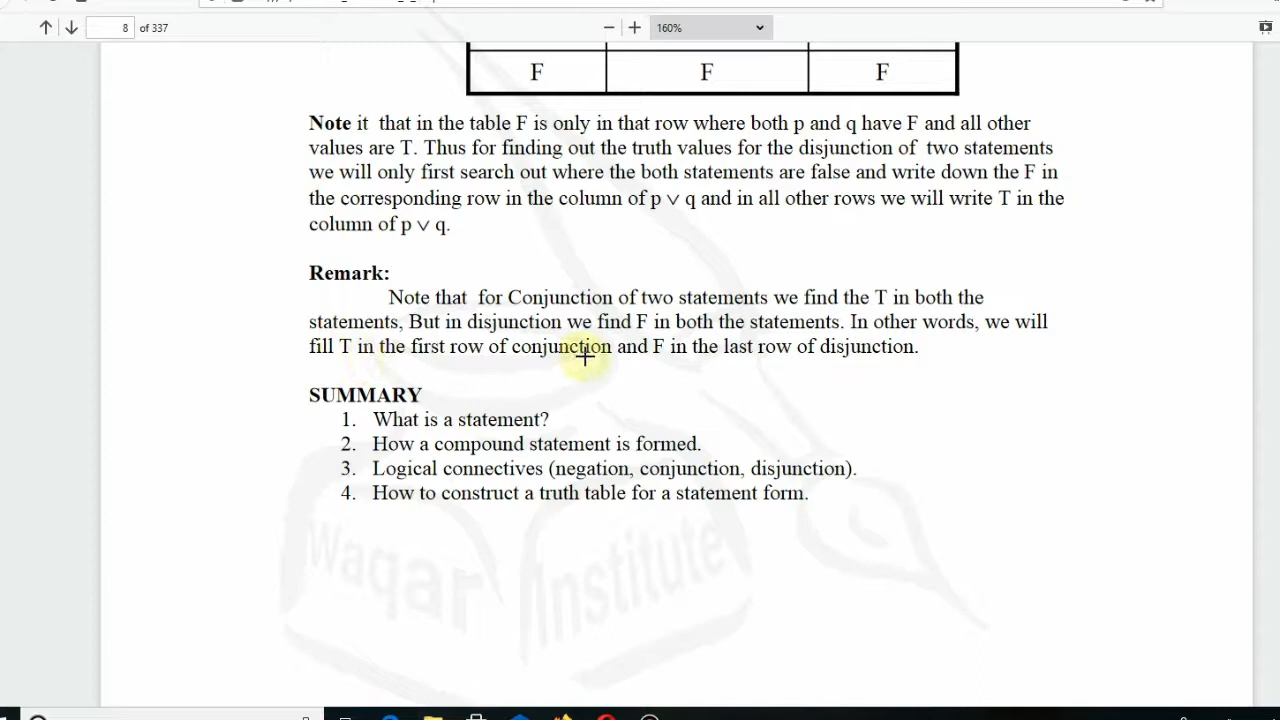 8 of 337
160%
F F F
Note it that in the table F is only in that row where both p and q have F and all other
values are T. Thus for finding out the truth values for the disjunction of two statements
we will only first search out where the both statements are false and write down the F in
the corresponding row in the column of p ∨ q and in all other rows we will write T in the
column of p ∨ q.
Remark:
Note that for Conjunction of two statements we find the T in both the
statements, But in disjunction we find F in both the statements. In other words, we will
fill T in the first row of conjunction and F in the last row of disjunction.
SUMMARY
1. What is a statement?
2. How a compound statement is formed.
3. Logical connectives (negation, conjunction, disjunction).
4. How to construct a truth table for a statement form.
Waqar Institute